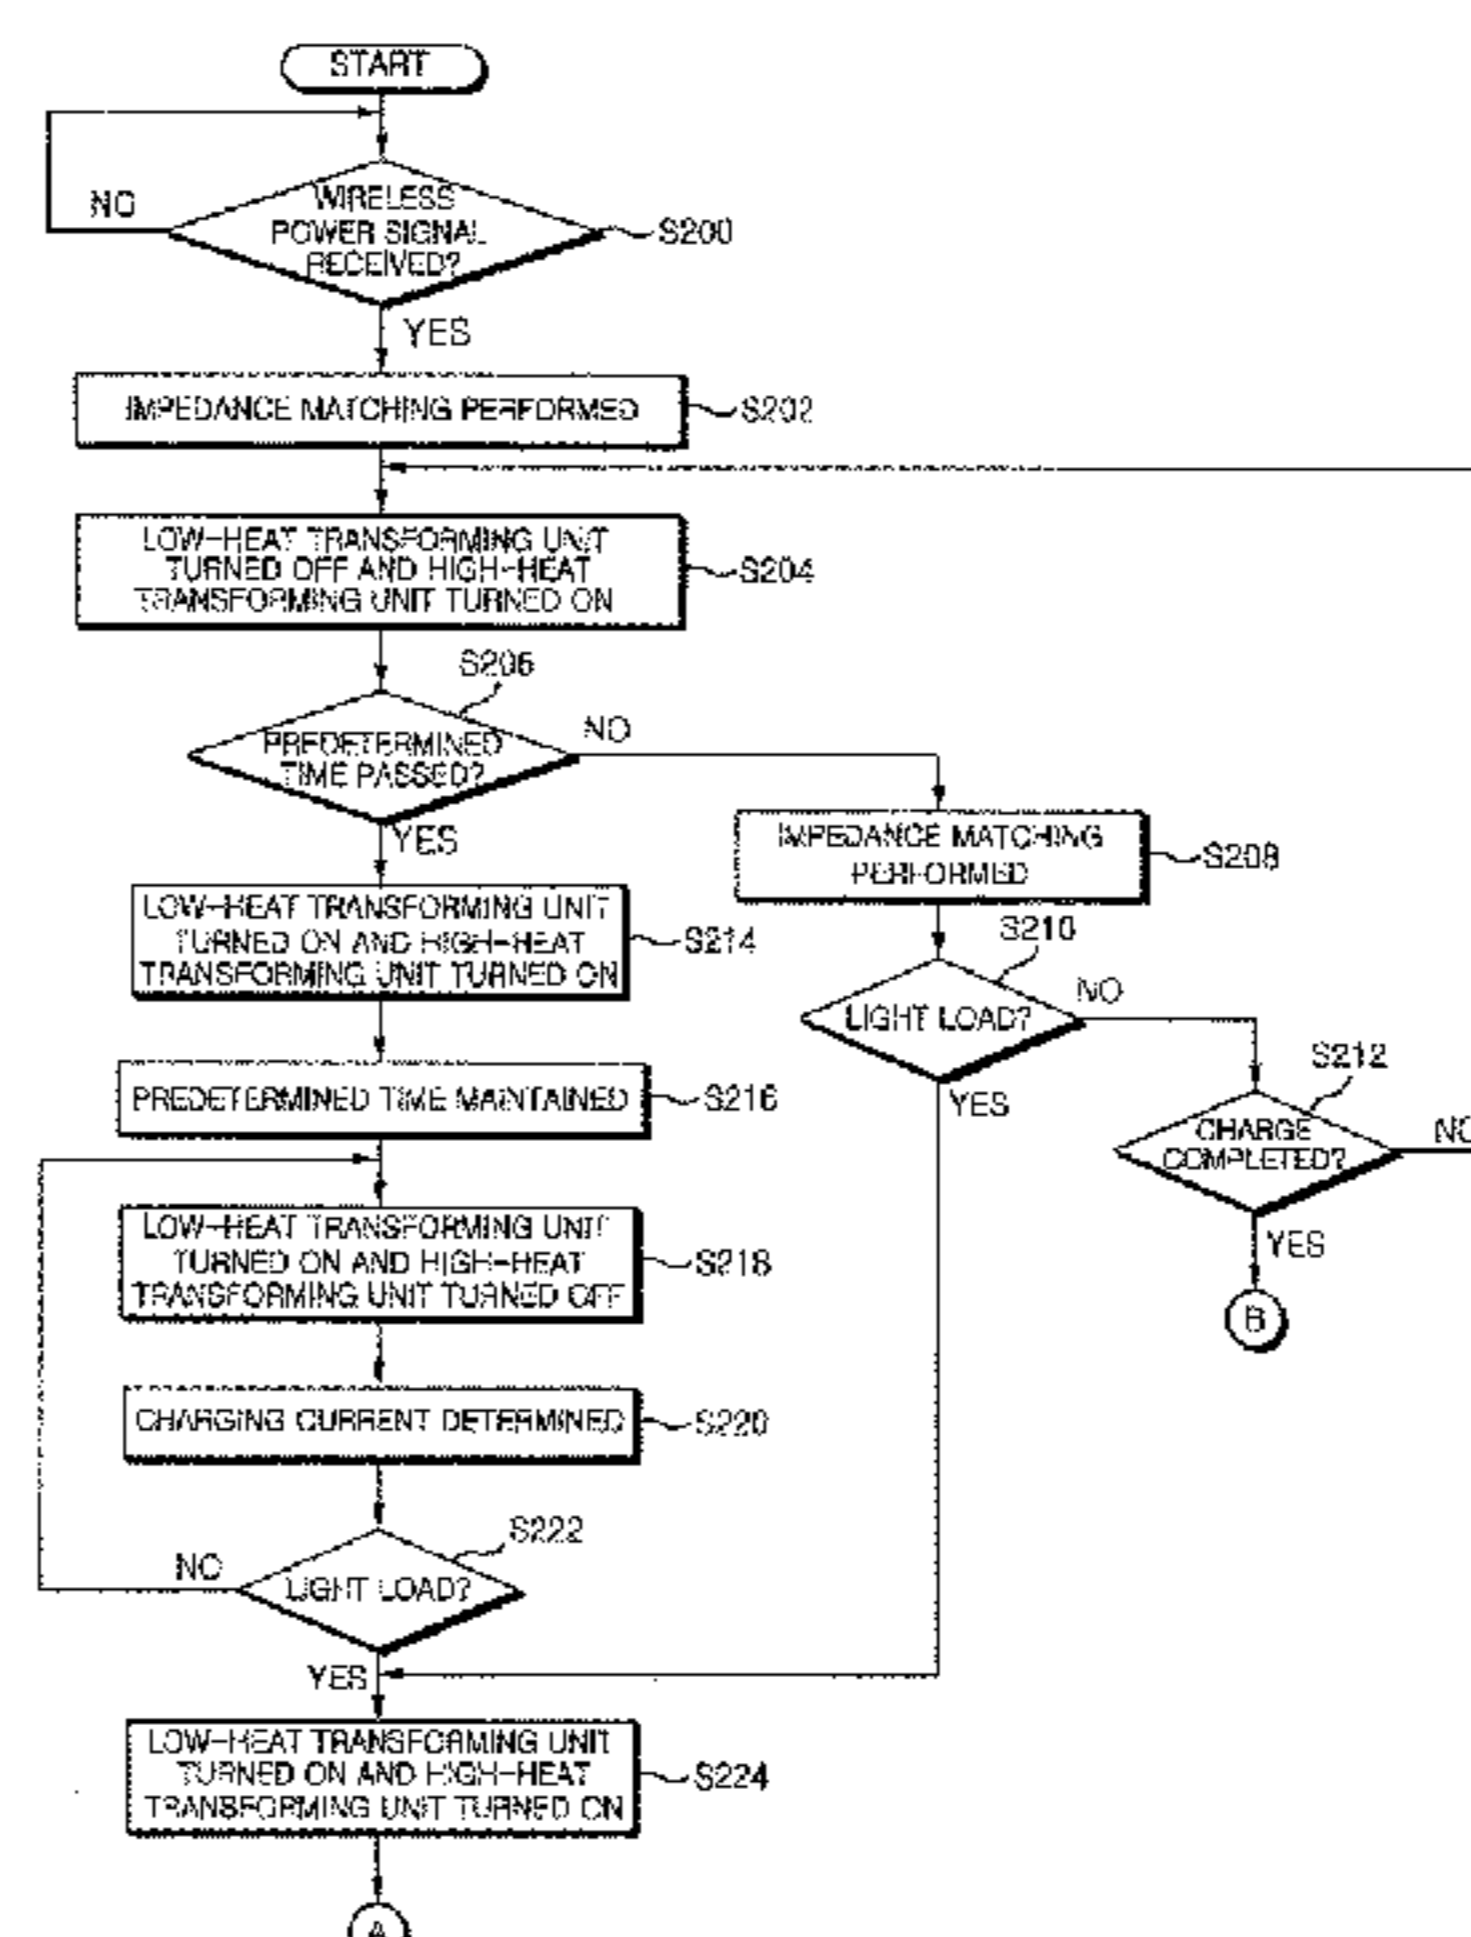 START
NO
WIRELESS
POWER SIGNAL
RECEIVED?
S200
YES
IMPEDANCE MATCHING PERFORMED
S202
LOW-HEAT TRANSFORMING UNIT
TURNED OFF AND HIGH-HEAT
TRANSFORMING UNIT TURNED ON
S204
S206
PREDETERMINED
TIME PASSED?
NO
YES
IMPEDANCE MATCHING
PERFORMED
S208
LOW-HEAT TRANSFORMING UNIT
TURNED ON AND HIGH-HEAT
TRANSFORMING UNIT TURNED ON
S214
S210
LIGHT LOAD?
NO
YES
S212
CHARGE
COMPLETED?
NO
YES
B
PREDETERMINED TIME MAINTAINED
S216
LOW-HEAT TRANSFORMING UNIT
TURNED ON AND HIGH-HEAT
TRANSFORMING UNIT TURNED OFF
S218
CHARGING CURRENT DETERMINED
S220
S222
NO
LIGHT LOAD?
YES
LOW-HEAT TRANSFORMING UNIT
TURNED ON AND HIGH-HEAT
TRANSFORMING UNIT TURNED ON
S224
A